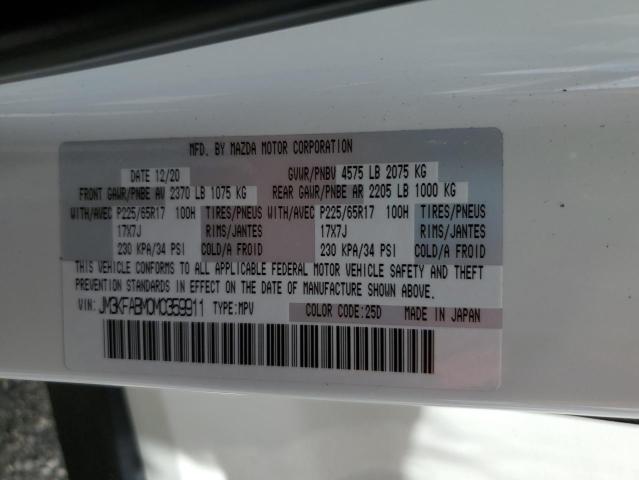 MFD. BY MAZDA MOTOR CORPORATION
DATE 12/20 GVWR/PNBV 4575 LB 2075 KG
FRONT GAWR/PNBE AV 2370 LB 1075 KG REAR GAWR/PNBE AR 2205 LB 1000 KG
WITH/AVEC P225/65R17 100H TIRES/PNEUS WITH/AVEC P225/65R17 100H TIRES/PNEUS
17X7J RIMS/JANTES 17X7J RIMS/JANTES
230 KPA/34 PSI COLD/A FROID 230 KPA/34 PSI COLD/A FROID
THIS VEHICLE CONFORMS TO ALL APPLICABLE FEDERAL MOTOR VEHICLE SAFETY AND THEFT
PREVENTION STANDARDS IN EFFECT ON THE DATE OF MANUFACTURE SHOWN ABOVE.
VIN: JM3KFABM0M0359911 TYPE: MPV COLOR CODE: 25D MADE IN JAPAN